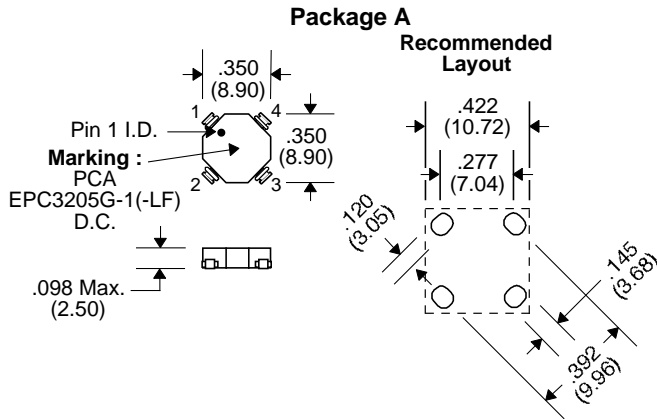 Package A
Recommended
Layout
.350
(8.90)
1
4
Pin 1 I.D.
.350
(8.90)
Marking :
PCA
EPC3205G-1(-LF)
D.C.
2
3
.098 Max.
(2.50)
.422
(10.72)
.277
(7.04)
.120
(3.05)
.145
(3.68)
.392
(9.96)